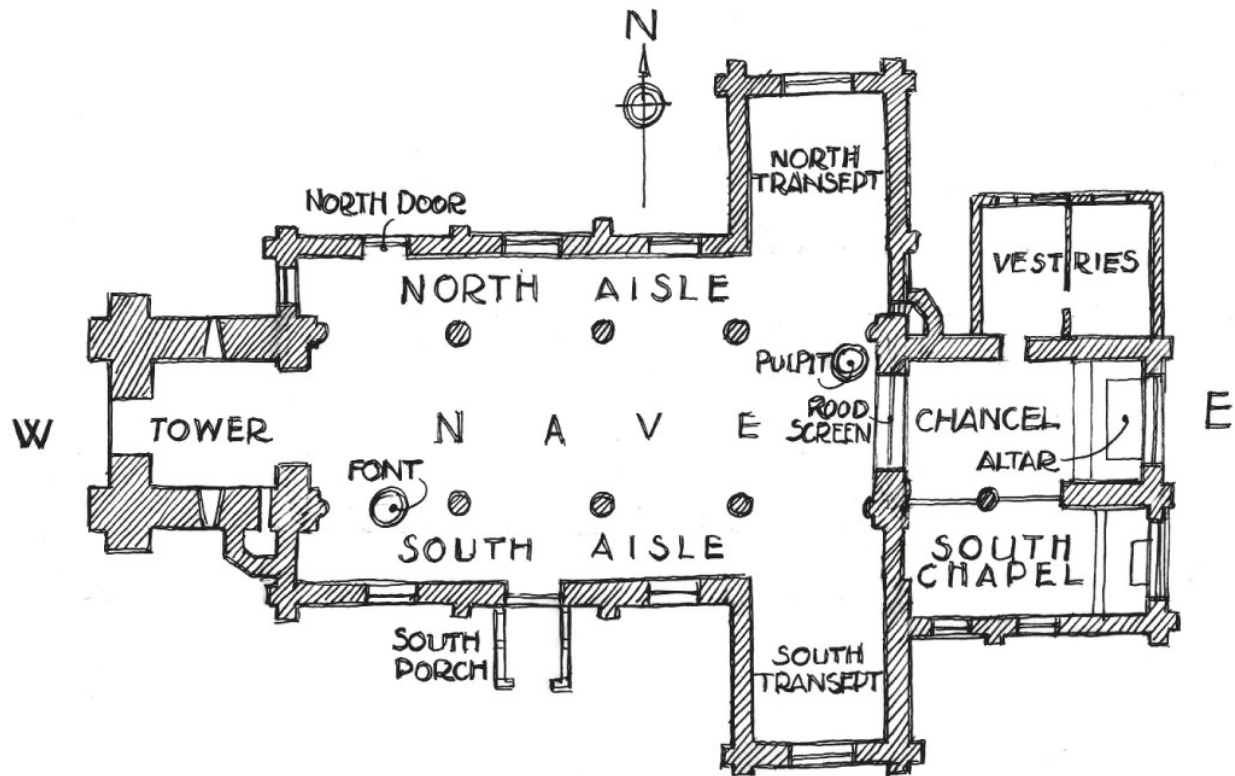 N
NORTH
TRANSEPT
NORTH DOOR
VESTRIES
NORTH AISLE
PULPIT
W
TOWER
NAVE
ROOD
SCREEN
CHANCEL
E
ALTAR
FONT
SOUTH AISLE
SOUTH
CHAPEL
SOUTH
PORCH
SOUTH
TRANSEPT